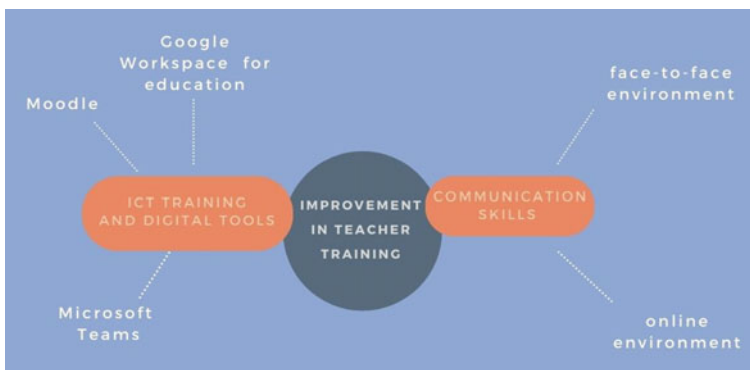 Google
Workspace for
education
Moodle
ICT TRAINING
AND DIGITAL TOOLS
Microsoft
Teams
IMPROVEMENT
IN TEACHER
TRAINING
COMMUNICATION
SKILLS
face-to-face
environment
online
environment